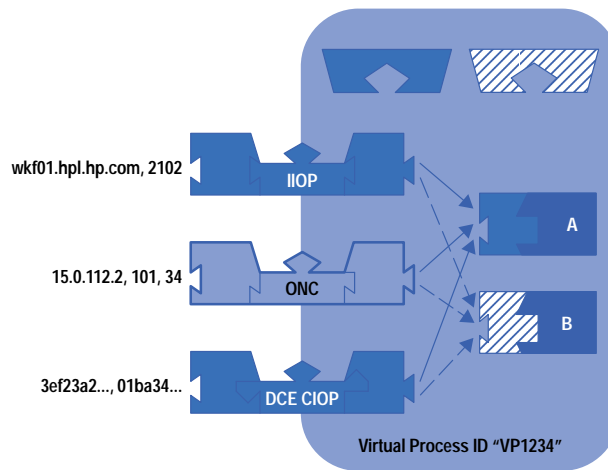 wkf01.hpl.hp.com, 2102
IIOP
A
15.0.112.2, 101, 34
ONC
B
3ef23a2..., 01ba34...
DCE CIOP
Virtual Process ID “VP1234”